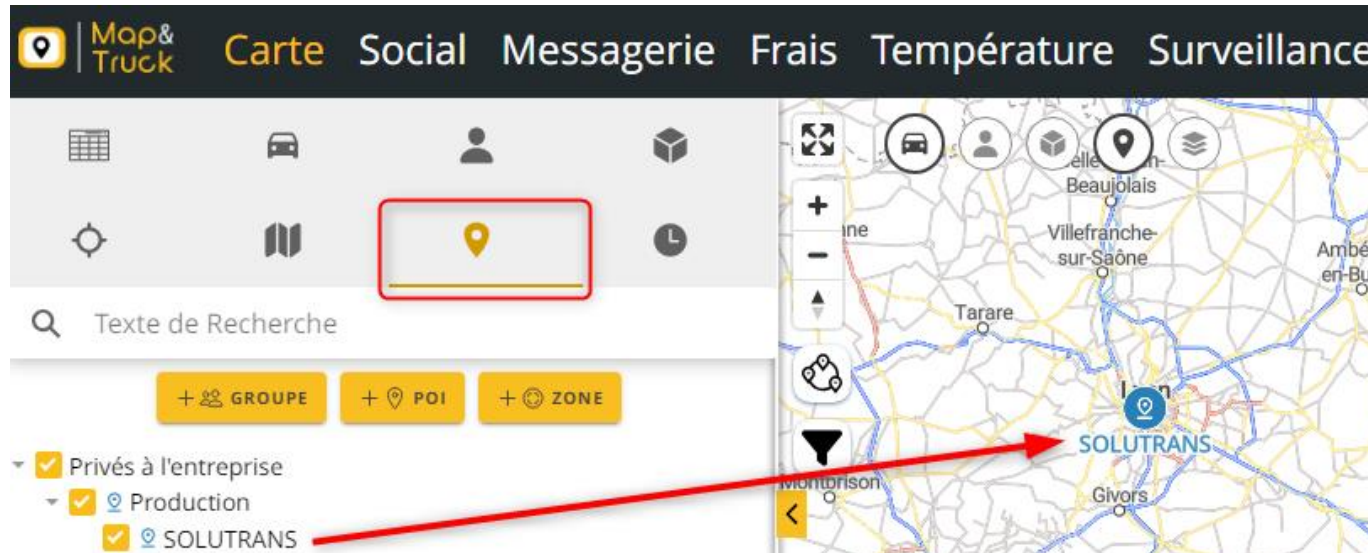 Map&
Truck
Carte Social Messagerie Frais Température Surveillance
Texte de Recherche
+ GROUPE
+ POI
+ ZONE
Privés à l'entreprise
Production
SOLUTRANS
Beaujolais
Villefranche-
sur-Saône
Tarare
SOLUTRANS
Montbrison
Givors